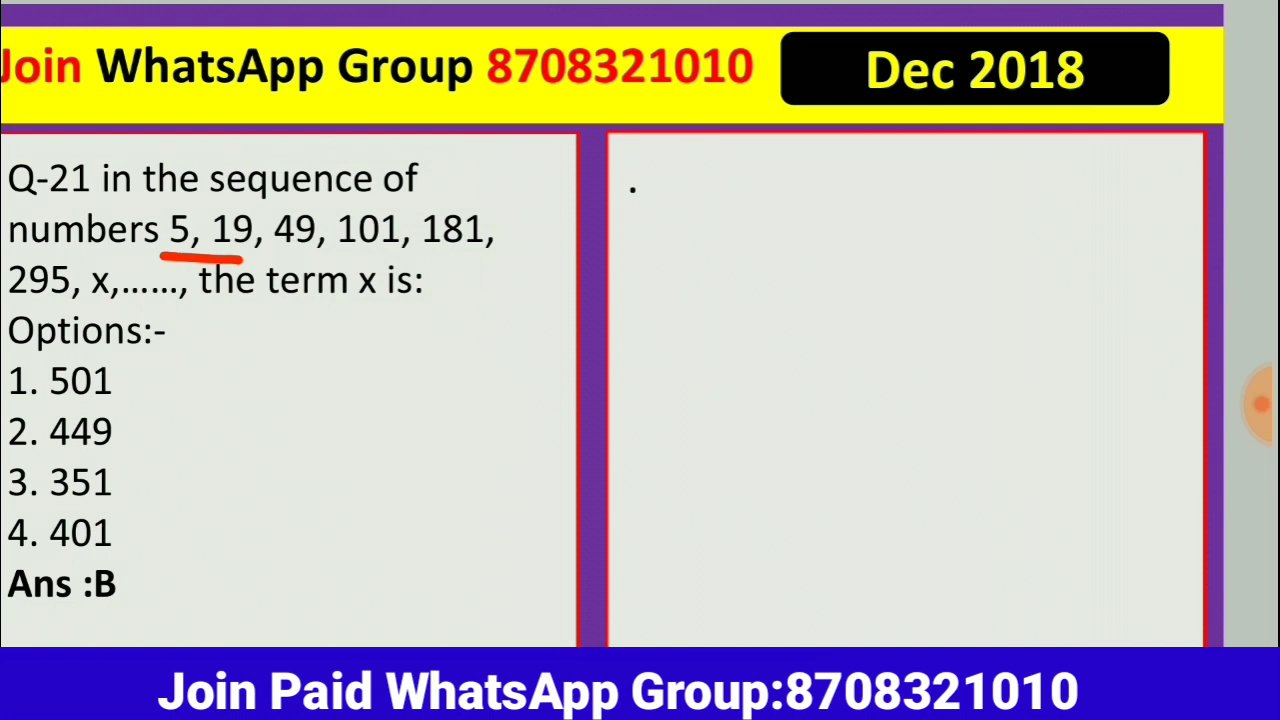 Join WhatsApp Group 8708321010
Dec 2018
Q-21 in the sequence of
numbers 5, 19, 49, 101, 181,
295, x,......, the term x is:
Options:-
1. 501
2. 449
3. 351
4. 401
Ans :B
.
Join Paid WhatsApp Group:8708321010